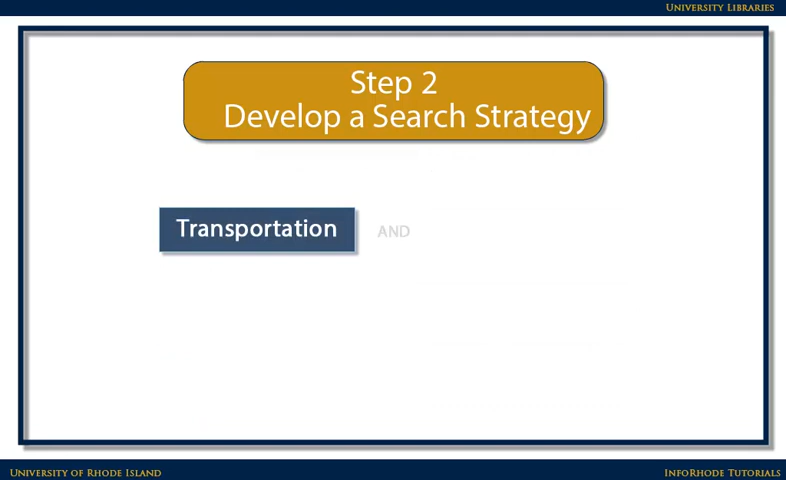 University Libraries
Step 2
Develop a Search Strategy
Transportation AND
University of Rhode Island InfoRhode Tutorials